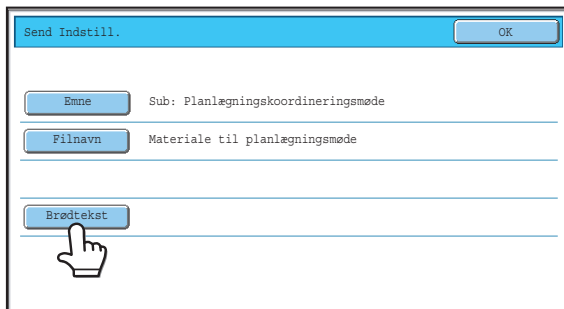 Send Indstill. OK
Emne Sub: Planlægningskoordineringsmøde
Filnavn Materiale til planlægningsmøde
Brødtekst